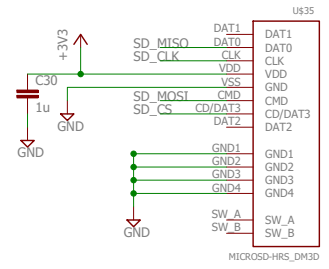 U$35
+3V3
DAT1 DAT1
SD_MISO DAT0 DAT0
SD_CLK CLK CLK
VDD VDD
C30 VSS GND
1u SD_MOSI CMD CMD
SD_CS CD/DAT3 CD/DAT3
GND DAT2 DAT2
GND
GND1 GND1
GND2 GND2
GND3 GND3
GND4 GND4
SW_A SW_A
GND SW_B SW_B
MICROSD-HRS_DM3D